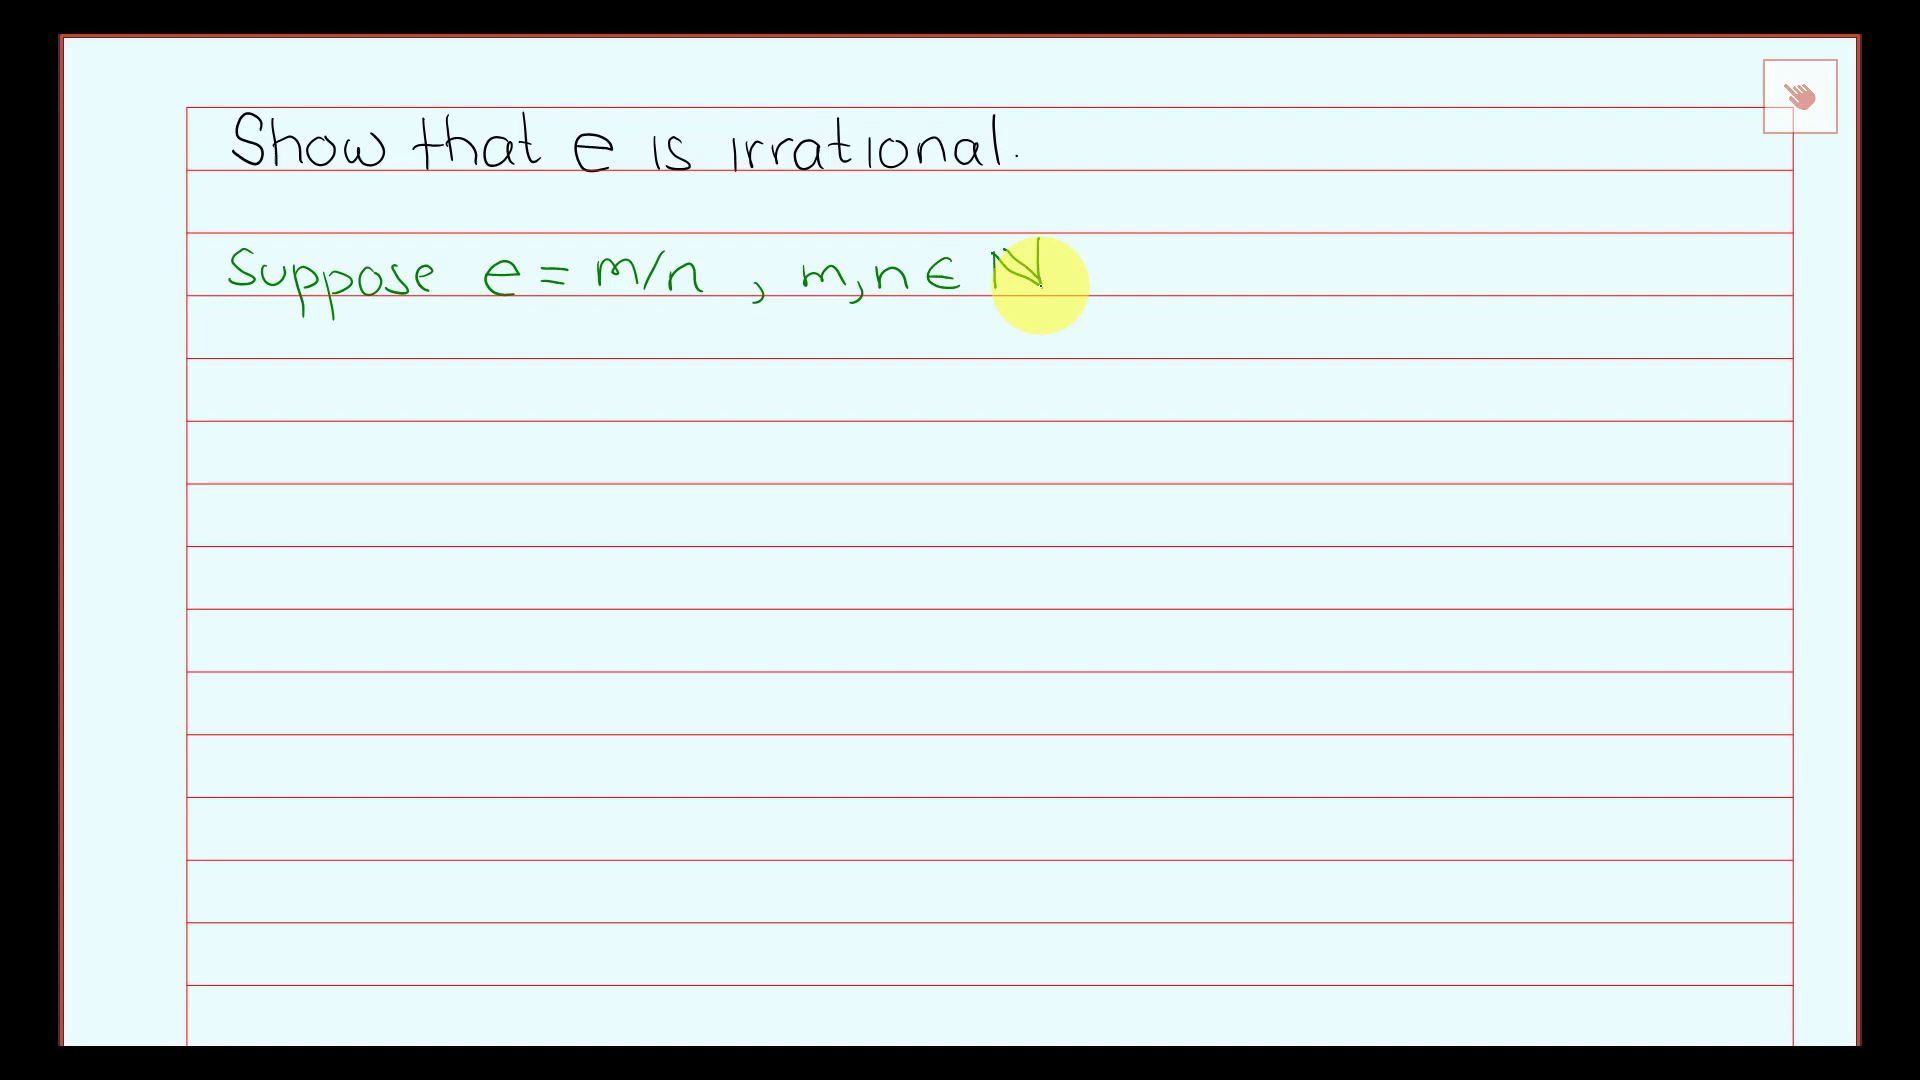 Show that e is irrational.
Suppose e = m/n , m,n ∈ ℕ